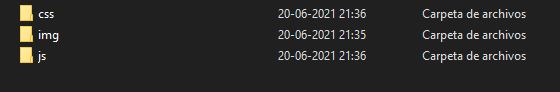 css 20-06-2021 21:36 Carpeta de archivos
img 20-06-2021 21:35 Carpeta de archivos
js 20-06-2021 21:36 Carpeta de archivos